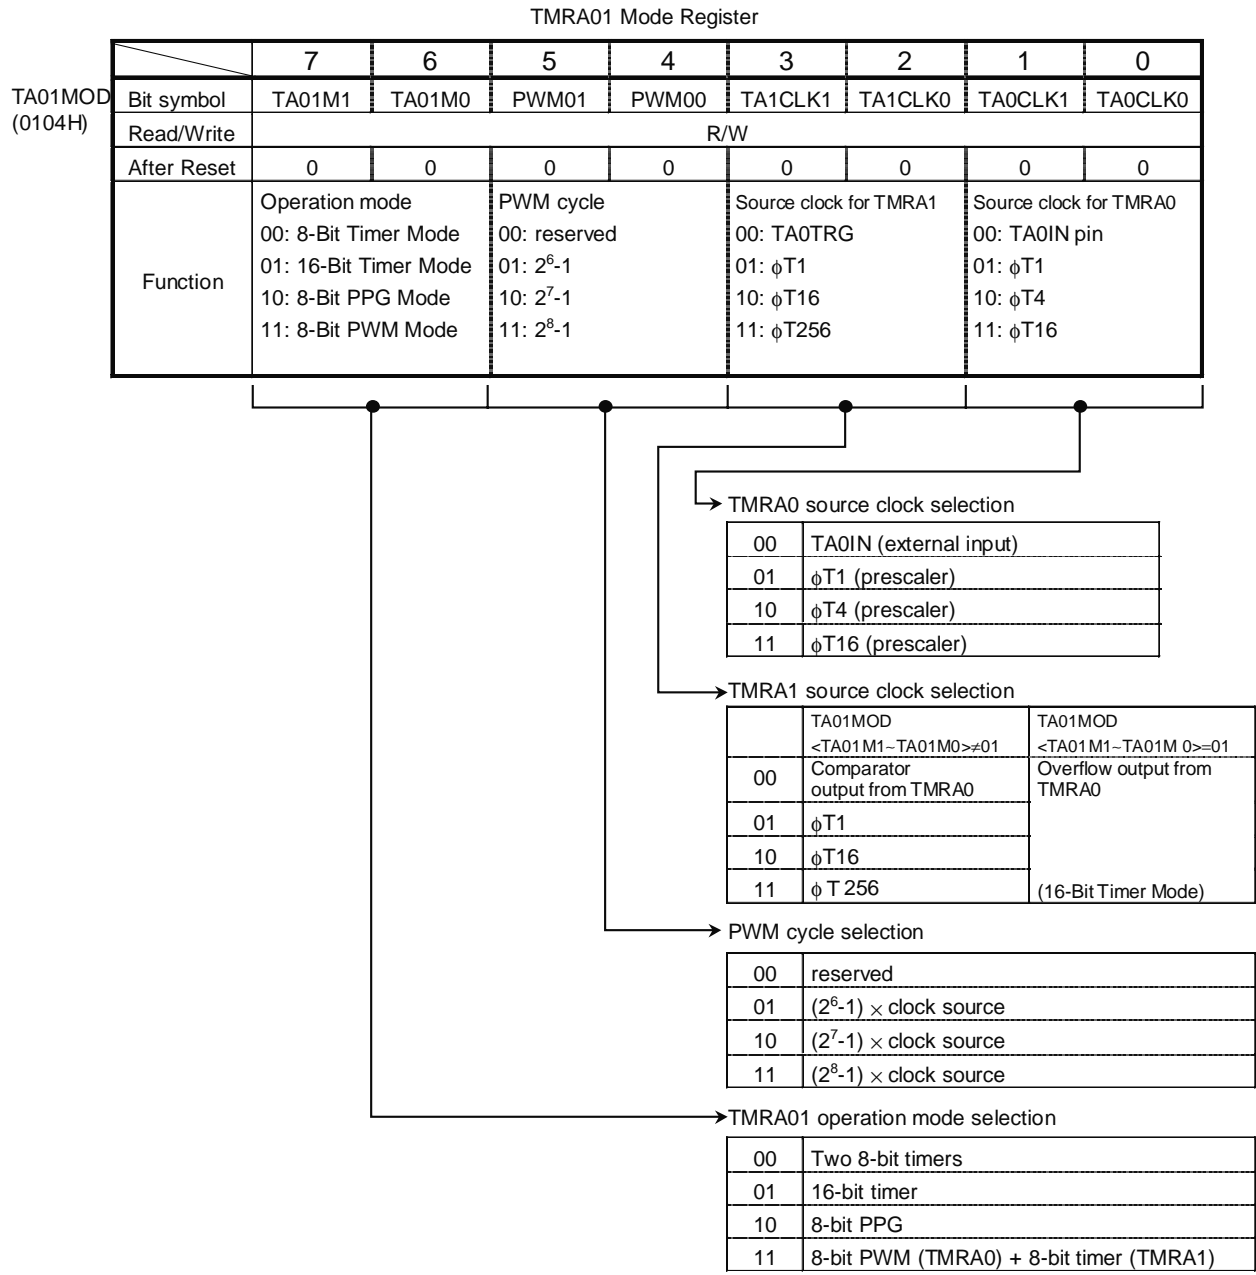 TMRA01 Mode Register
7 6 5 4 3 2 1 0
TA01MOD
(0104H)
Bit symbol TA01M1 TA01M0 PWM01 PWM00 TA1CLK1 TA1CLK0 TA0CLK1 TA0CLK0
Read/Write R/W
After Reset 0 0 0 0 0 0 0 0
Function
Operation mode
00: 8-Bit Timer Mode
01: 16-Bit Timer Mode
10: 8-Bit PPG Mode
11: 8-Bit PWM Mode
PWM cycle
00: reserved
01: 2⁶-1
10: 2⁷-1
11: 2⁸-1
Source clock for TMRA1
00: TA0TRG
01: ϕT1
10: ϕT16
11: ϕT256
Source clock for TMRA0
00: TA0IN pin
01: ϕT1
10: ϕT4
11: ϕT16
TMRA0 source clock selection
00 TA0IN (external input)
01 ϕT1 (prescaler)
10 ϕT4 (prescaler)
11 ϕT16 (prescaler)
TMRA1 source clock selection
TA01MOD
<TA01M1~TA01M0>≠01
TA01MOD
<TA01M1~TA01M 0>=01
00 Comparator
output from TMRA0
Overflow output from
TMRA0
01 ϕT1
10 ϕT16
11 ϕ T 256 (16-Bit Timer Mode)
PWM cycle selection
00 reserved
01 (2⁶-1) × clock source
10 (2⁷-1) × clock source
11 (2⁸-1) × clock source
TMRA01 operation mode selection
00 Two 8-bit timers
01 16-bit timer
10 8-bit PPG
11 8-bit PWM (TMRA0) + 8-bit timer (TMRA1)